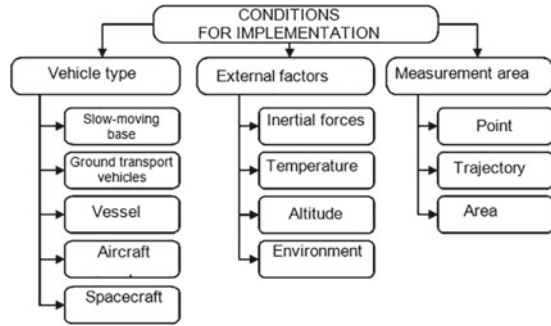 CONDITIONS
FOR IMPLEMENTATION
Vehicle type
External factors
Measurement area
Slow-moving
base
Ground transport
vehicles
Vessel
Aircraft
Spacecraft
Inertial forces
Temperature
Altitude
Environment
Point
Trajectory
Area